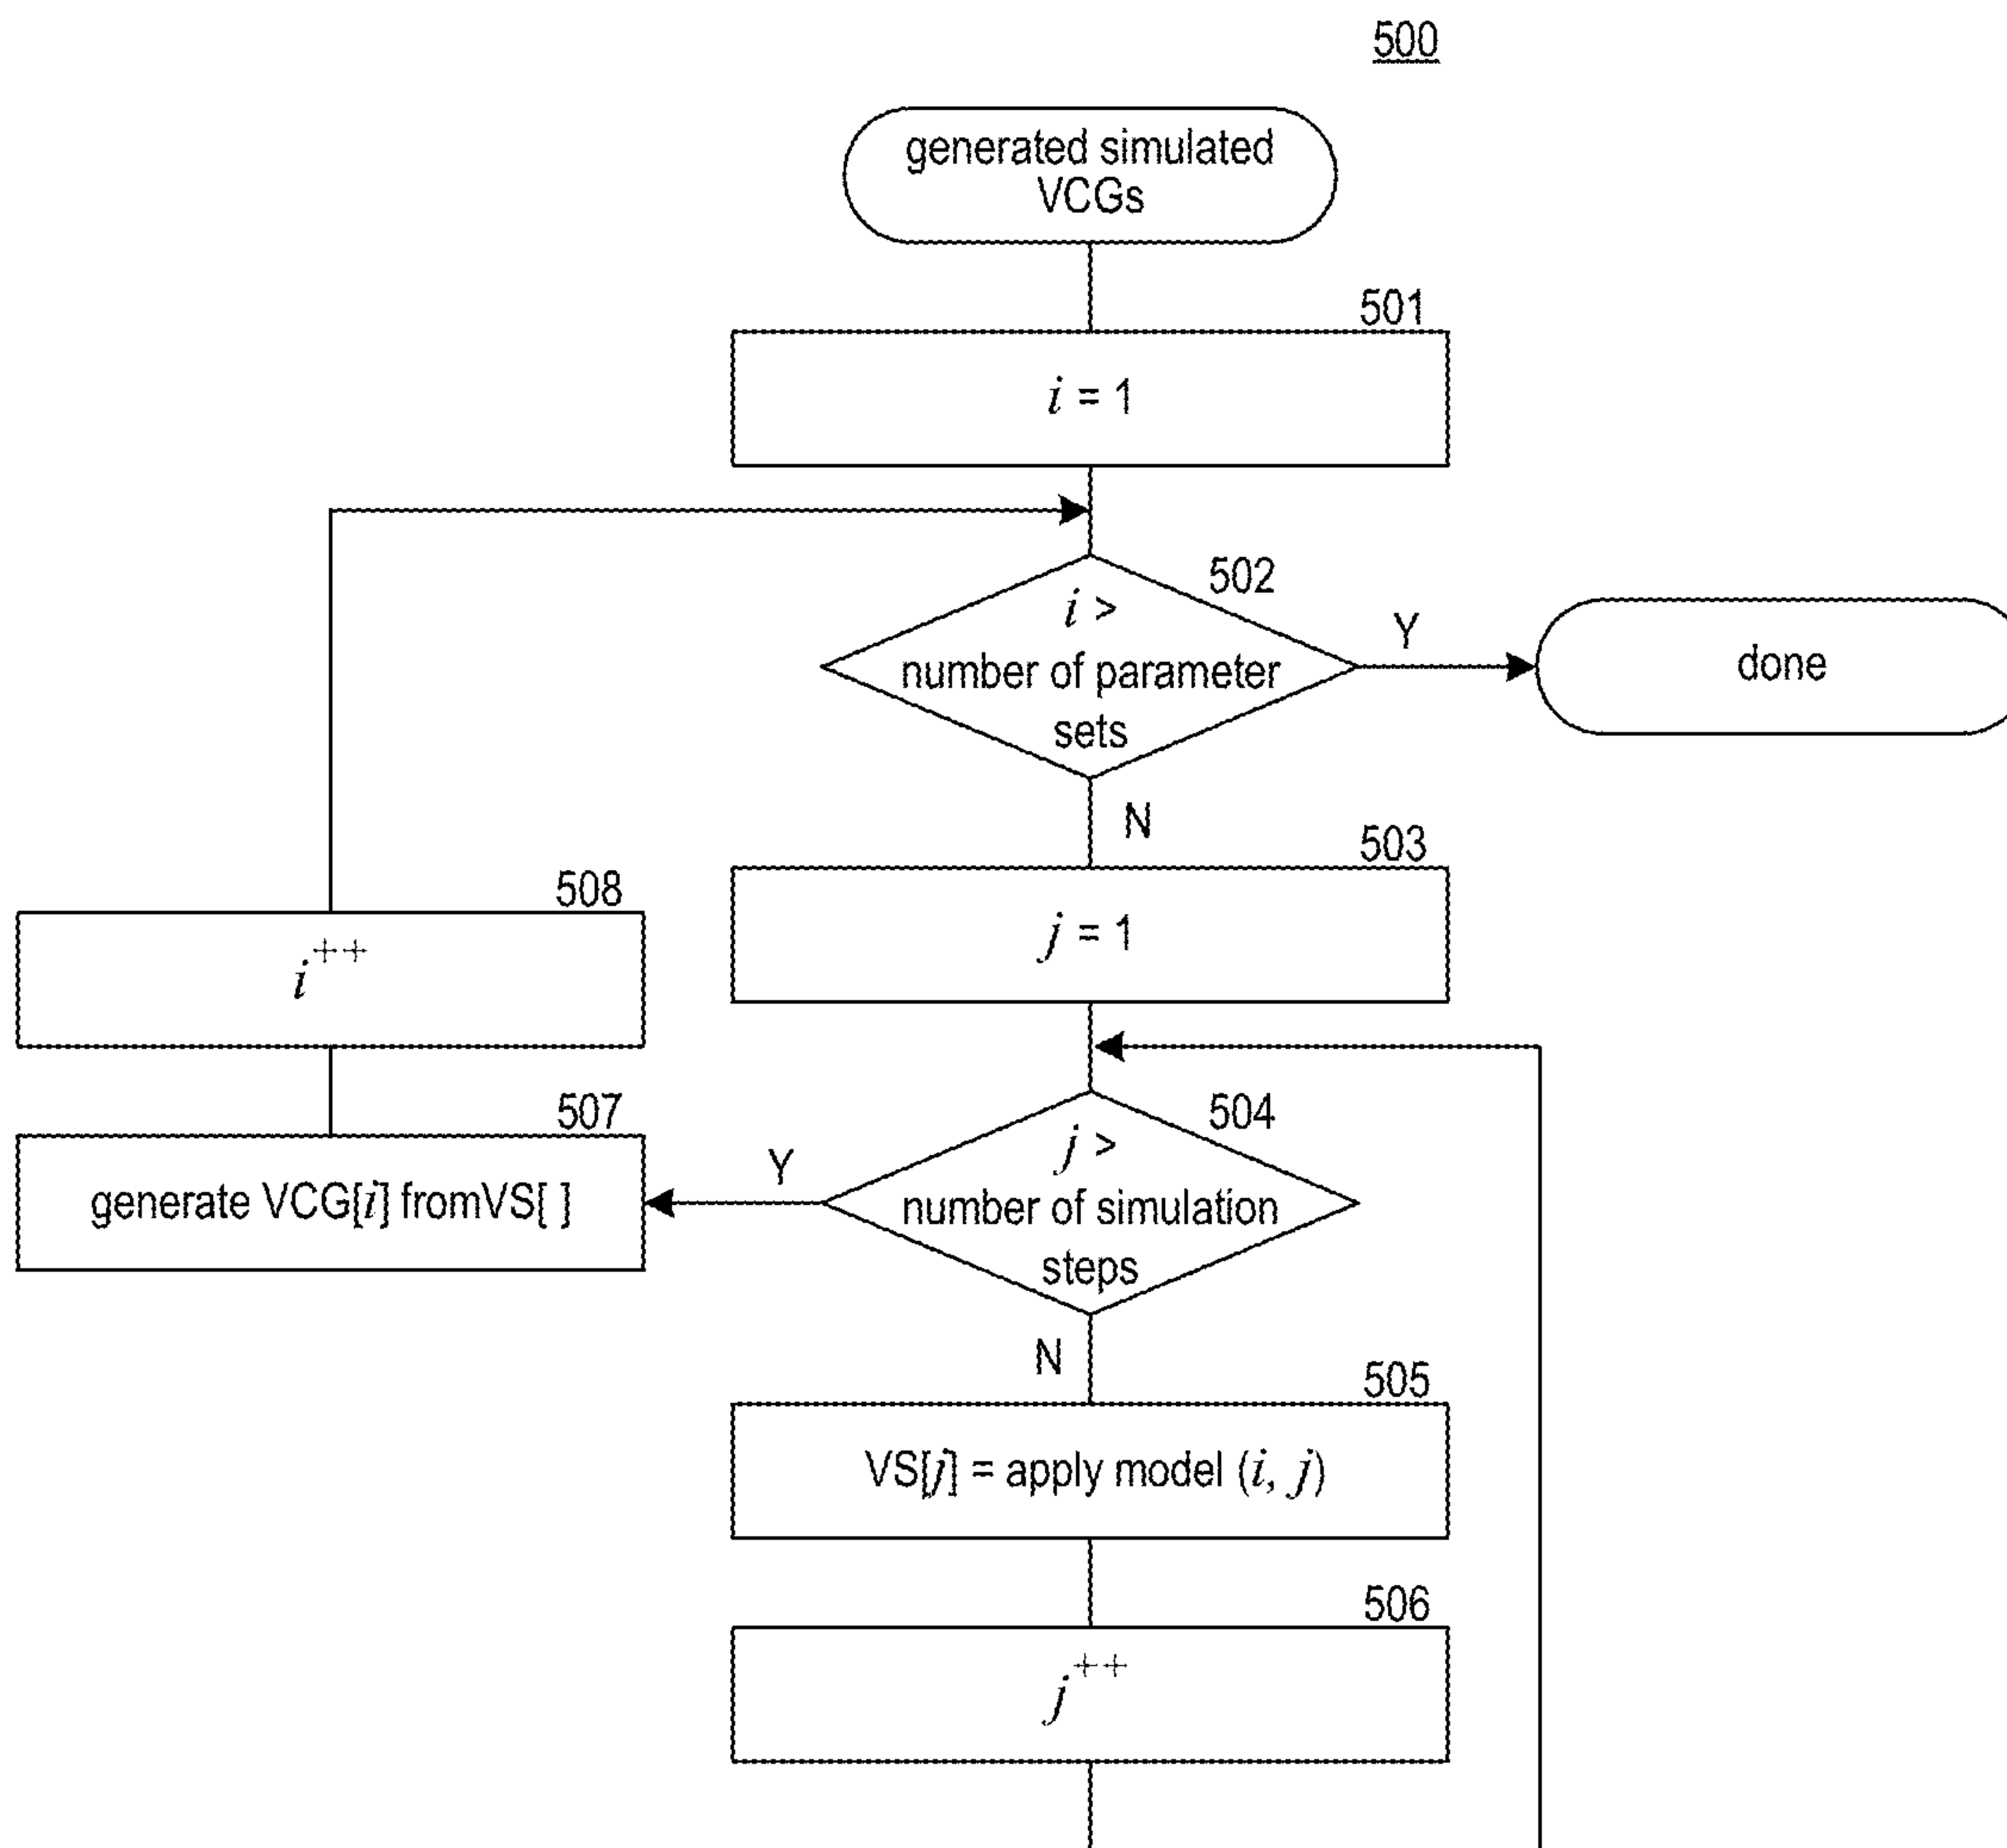 500
generated simulated
VCGs
501
i = 1
502
i >
number of parameter
sets
Y
done
N
503
j = 1
508
i++
507
generate VCG[i] fromVS[ ]
Y
504
j >
number of simulation
steps
N
505
VS[j] = apply model (i, j)
506
j++